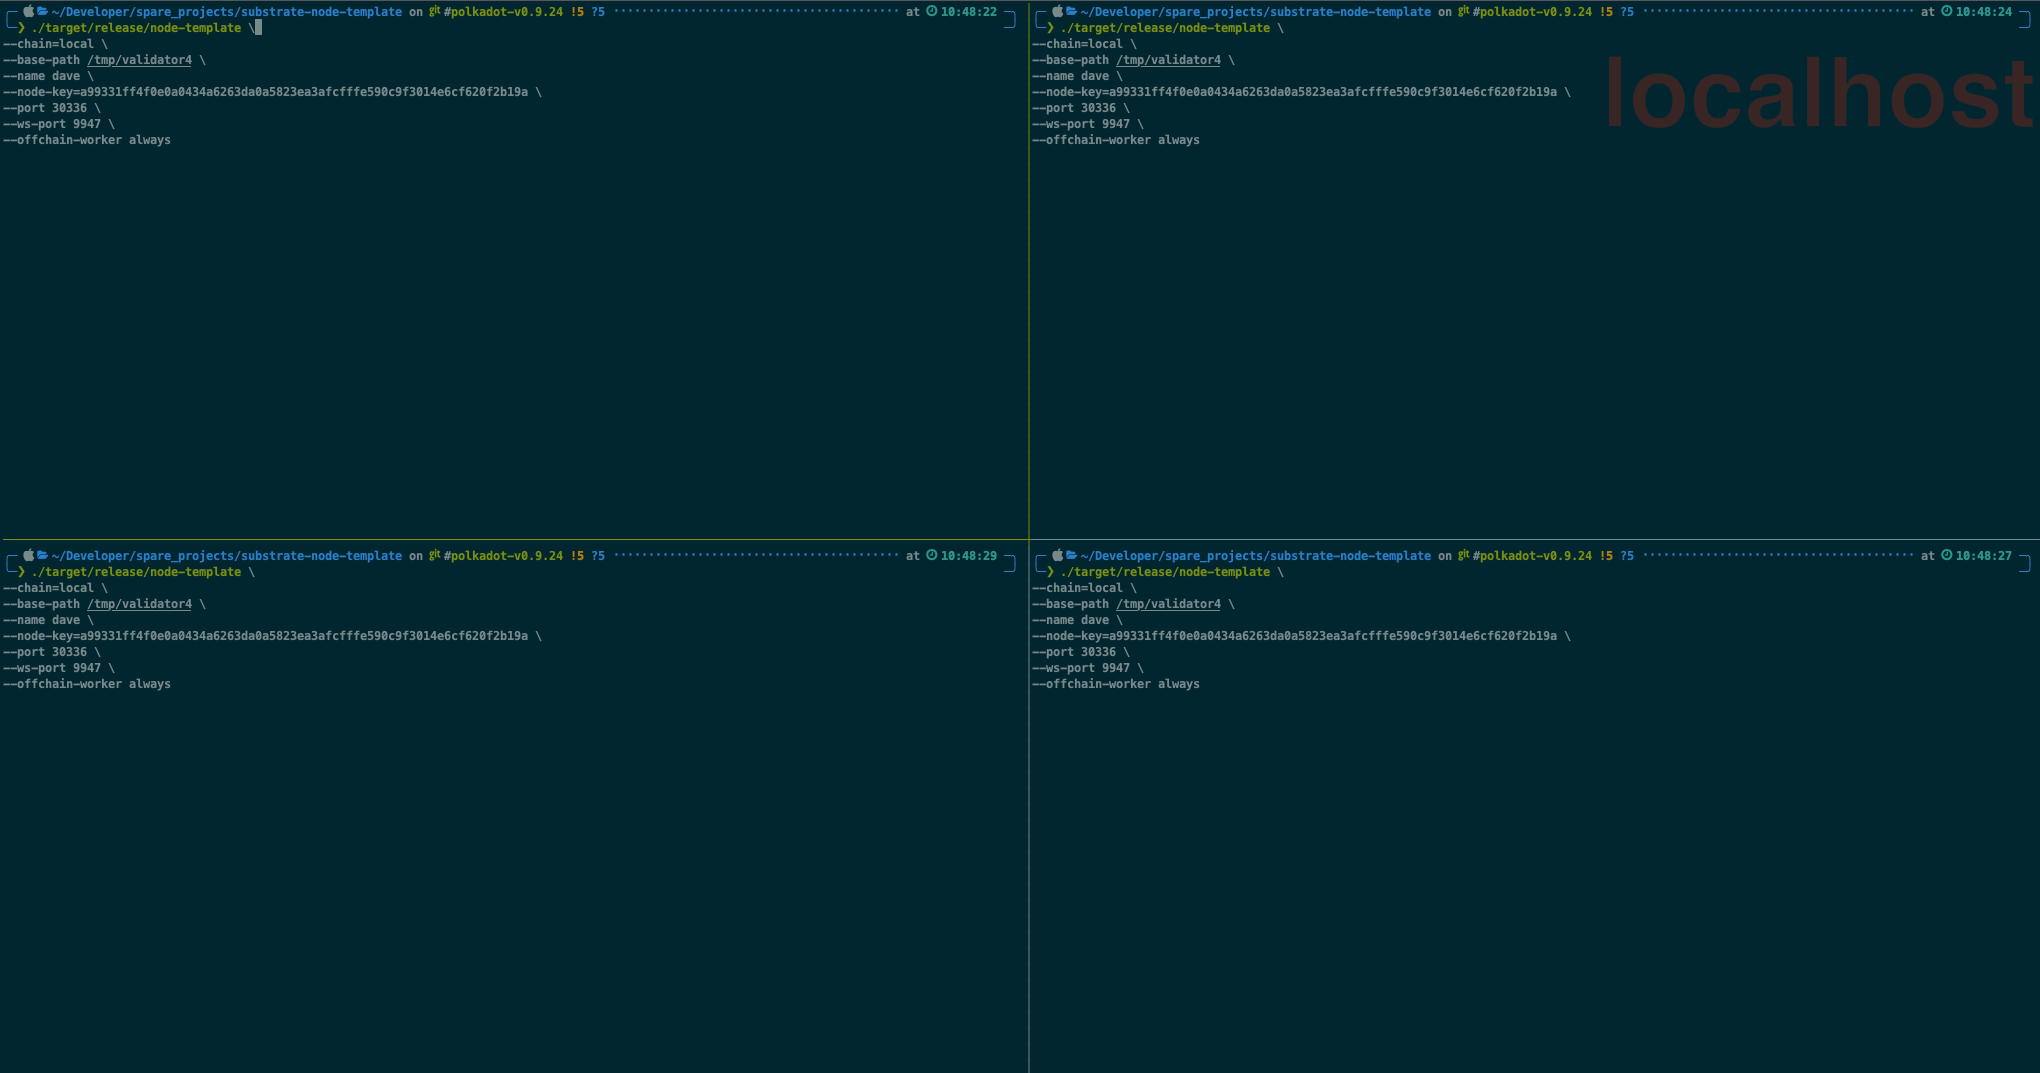 ~/Developer/spare_projects/substrate-node-template on git #polkadot-v0.9.24 !5 ?5 at 10:48:22
❯ ./target/release/node-template \
--chain=local \
--base-path /tmp/validator4 \
--name dave \
--node-key=a99331ff4f0e0a0434a6263da0a5823ea3afcfffe590c9f3014e6cf620f2b19a \
--port 30336 \
--ws-port 9947 \
--offchain-worker always
~/Developer/spare_projects/substrate-node-template on git #polkadot-v0.9.24 !5 ?5 at 10:48:24
❯ ./target/release/node-template \
--chain=local \
--base-path /tmp/validator4 \
--name dave \
--node-key=a99331ff4f0e0a0434a6263da0a5823ea3afcfffe590c9f3014e6cf620f2b19a \
--port 30336 \
--ws-port 9947 \
--offchain-worker always
localhost
~/Developer/spare_projects/substrate-node-template on git #polkadot-v0.9.24 !5 ?5 at 10:48:29
❯ ./target/release/node-template \
--chain=local \
--base-path /tmp/validator4 \
--name dave \
--node-key=a99331ff4f0e0a0434a6263da0a5823ea3afcfffe590c9f3014e6cf620f2b19a \
--port 30336 \
--ws-port 9947 \
--offchain-worker always
~/Developer/spare_projects/substrate-node-template on git #polkadot-v0.9.24 !5 ?5 at 10:48:27
❯ ./target/release/node-template \
--chain=local \
--base-path /tmp/validator4 \
--name dave \
--node-key=a99331ff4f0e0a0434a6263da0a5823ea3afcfffe590c9f3014e6cf620f2b19a \
--port 30336 \
--ws-port 9947 \
--offchain-worker always